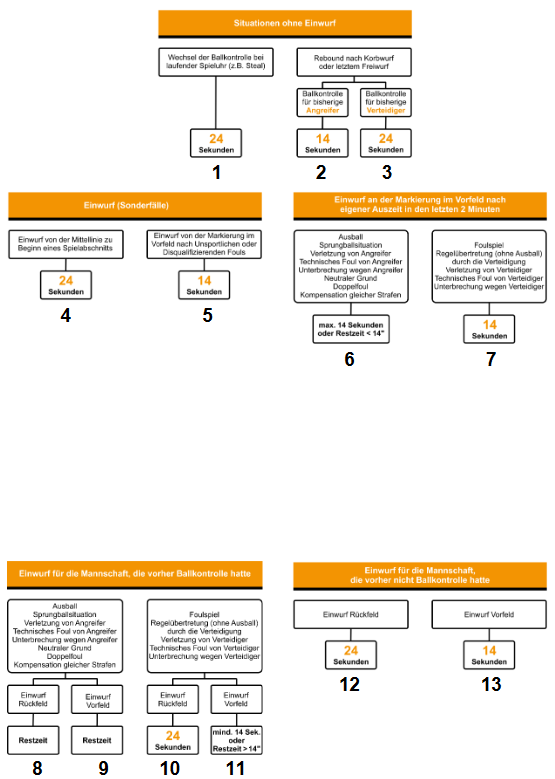 Situationen ohne Einwurf
Wechsel der Ballkontrolle bei
laufender Spieluhr (z.B. Steal)
Rebound nach Korbwurf
oder letztem Freiwurf
Ballkontrolle
für bisherige
Angreifer
Ballkontrolle
für bisherige
Verteidiger
24
Sekunden
14
Sekunden
24
Sekunden
1
2
3
Einwurf (Sonderfälle)
Einwurf von der Mittellinie zu
Beginn eines Spielabschnitts
Einwurf von der Markierung im
Vorfeld nach Unsportlichen oder
Disqualifizierenden Fouls
24
Sekunden
14
Sekunden
4
5
Einwurf an der Markierung im Vorfeld nach
eigener Auszeit in den letzten 2 Minuten
Ausball
Sprungballsituation
Verletzung von Angreifer
Technisches Foul von Angreifer
Unterbrechung wegen Angreifer
Neutraler Grund
Doppelfoul
Kompensation gleicher Strafen
Foulspiel
Regelübertretung (ohne Ausball)
durch die Verteidigung
Verletzung von Verteidiger
Technisches Foul von Verteidiger
Unterbrechung wegen Verteidiger
max. 14 Sekunden
oder Restzeit < 14"
14
Sekunden
6
7
Einwurf für die Mannschaft, die vorher Ballkontrolle hatte
Ausball
Sprungballsituation
Verletzung von Angreifer
Technisches Foul von Angreifer
Unterbrechung wegen Angreifer
Neutraler Grund
Doppelfoul
Kompensation gleicher Strafen
Foulspiel
Regelübertretung (ohne Ausball)
durch die Verteidigung
Verletzung von Verteidiger
Technisches Foul von Verteidiger
Unterbrechung wegen Verteidiger
Einwurf
Rückfeld
Einwurf
Vorfeld
Einwurf
Rückfeld
Einwurf
Vorfeld
Restzeit
Restzeit
24
Sekunden
mind. 14 Sek.
oder
Restzeit > 14"
8
9
10
11
Einwurf für die Mannschaft,
die vorher nicht Ballkontrolle hatte
Einwurf Rückfeld
Einwurf Vorfeld
24
Sekunden
14
Sekunden
12
13